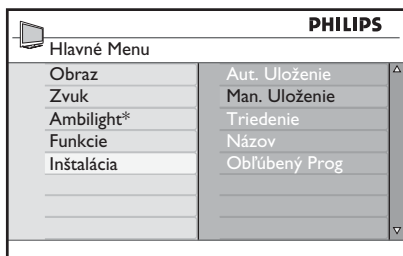 PHILIPS
Hlavné Menu
Obraz
Zvuk
Ambilight*
Funkcie
Inštalácia
Aut. Uloženie
Man. Uloženie
Triedenie
Názov
Obľúbený Prog